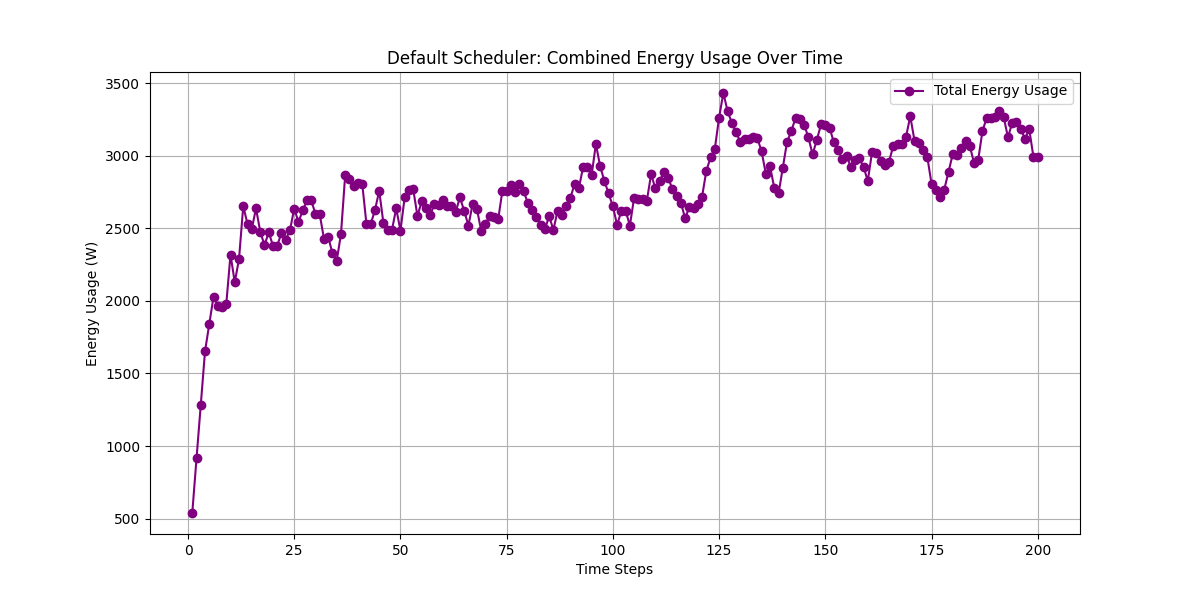 Default Scheduler: Combined Energy Usage Over Time
Total Energy Usage
Energy Usage (W)
3500
3000
2500
2000
1500
1000
500
0 25 50 75 100 125 150 175 200
Time Steps